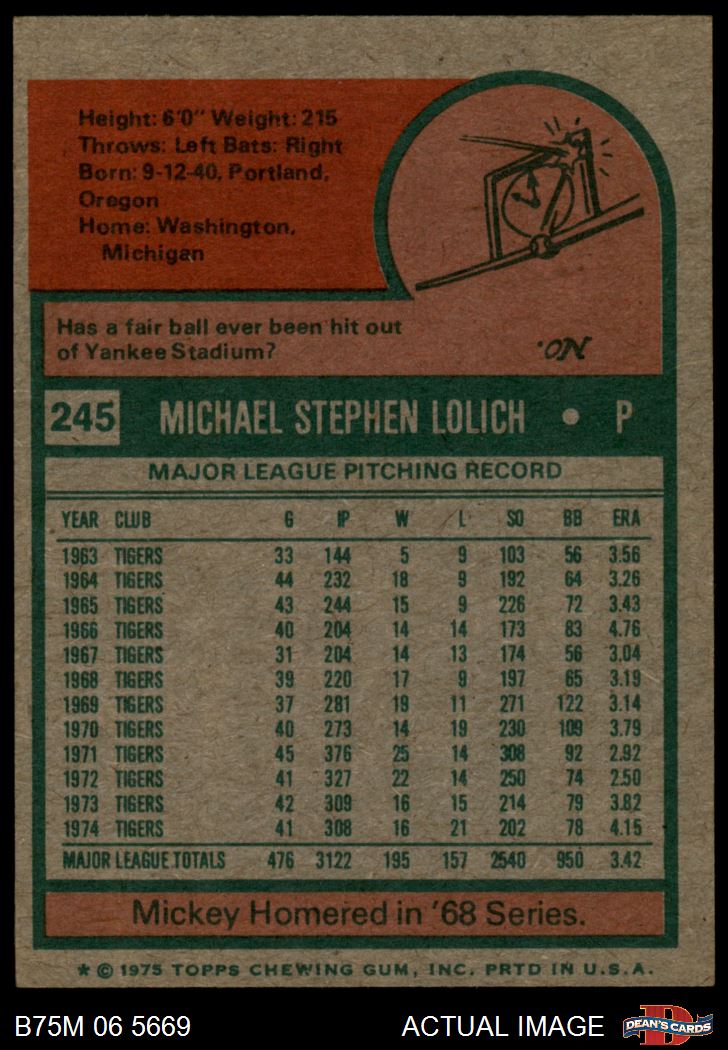 Height: 6'0" Weight: 215
Throws: Left Bats: Right
Born: 9-12-40, Portland,
Oregon
Home: Washington,
Michigan
Has a fair ball ever been hit out
of Yankee Stadium?
No.
245 MICHAEL STEPHEN LOLICH • P
MAJOR LEAGUE PITCHING RECORD
YEAR CLUB G IP W L SO BB ERA
1963 TIGERS 33 144 5 9 103 56 3.56
1964 TIGERS 44 232 18 9 192 64 3.26
1965 TIGERS 43 244 15 9 226 72 3.43
1966 TIGERS 40 204 14 14 173 83 4.76
1967 TIGERS 31 204 14 13 174 56 3.04
1968 TIGERS 39 220 17 9 197 65 3.19
1969 TIGERS 37 281 19 11 271 122 3.14
1970 TIGERS 40 273 14 19 230 109 3.79
1971 TIGERS 45 376 25 14 308 92 2.92
1972 TIGERS 41 327 22 14 250 74 2.50
1973 TIGERS 42 309 16 15 214 79 3.82
1974 TIGERS 41 308 16 21 202 78 4.15
MAJOR LEAGUE TOTALS 476 3122 195 157 2540 950 3.42
Mickey Homered in '68 Series.
* © 1975 TOPPS CHEWING GUM, INC. PRTD IN U.S.A.
B75M 06 5669 ACTUAL IMAGE
D
DEAN'S CARDS